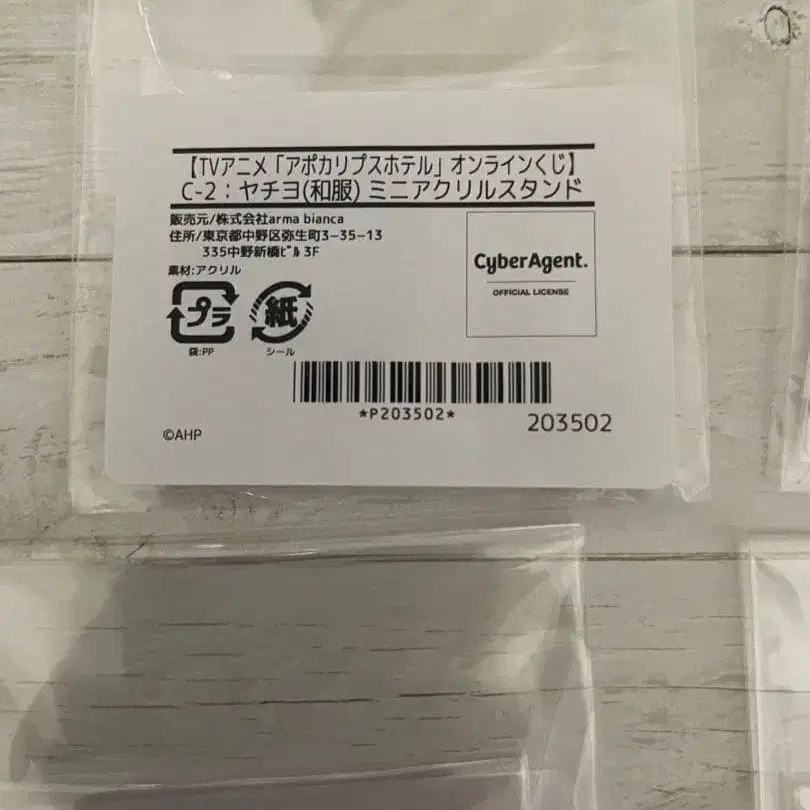 【TVアニメ「アポカリプスホテル」オンラインくじ】
C-2：ヤチヨ(和服) ミニアクリルスタンド
販売元/株式会社arma bianca
住所/東京都中野区弥生町3-35-13
335中野新橋ﾋﾞﾙ 3F
素材:アクリル
プラ
袋:PP
紙
シール
CyberAgent.
OFFICIAL LICENSE
*P203502*
203502
©AHP